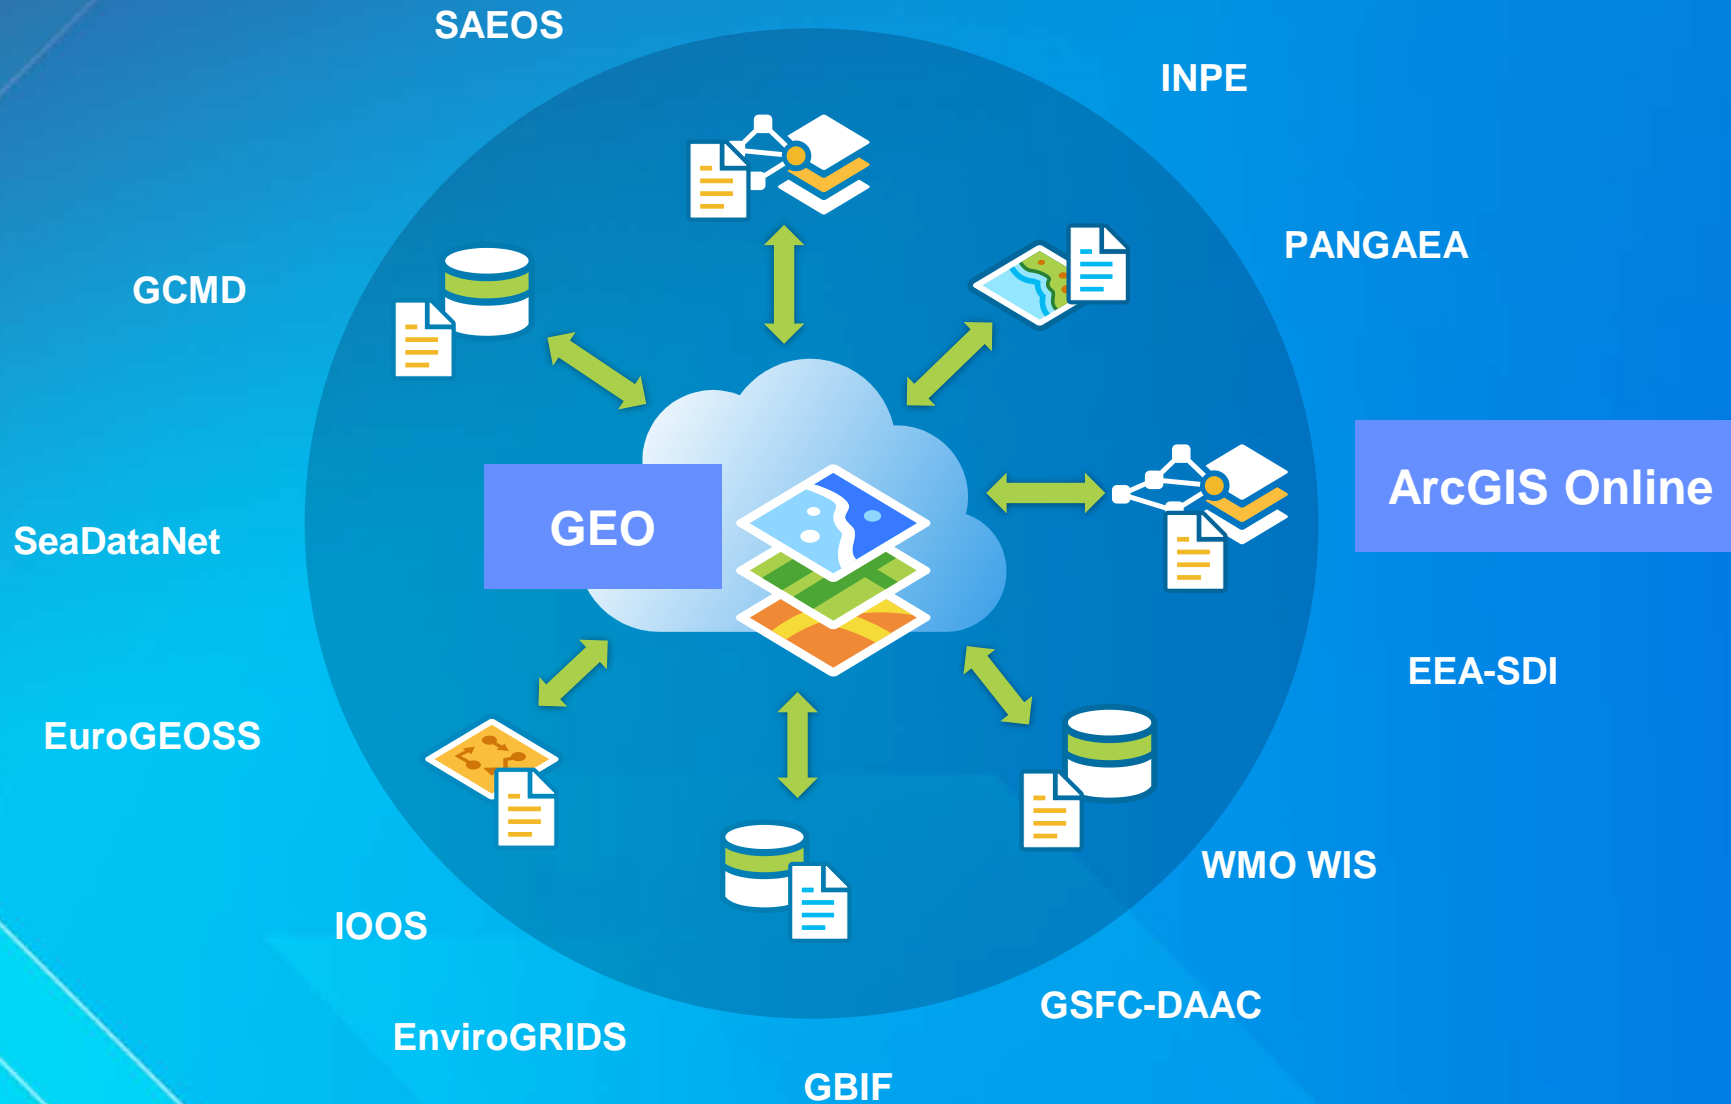 SAEOS
INPE
PANGAEA
GCMD
ArcGIS Online
GEO
SeaDataNet
EEA-SDI
EuroGEOSS
WMO WIS
IOOS
GSFC-DAAC
EnviroGRIDS
GBIF